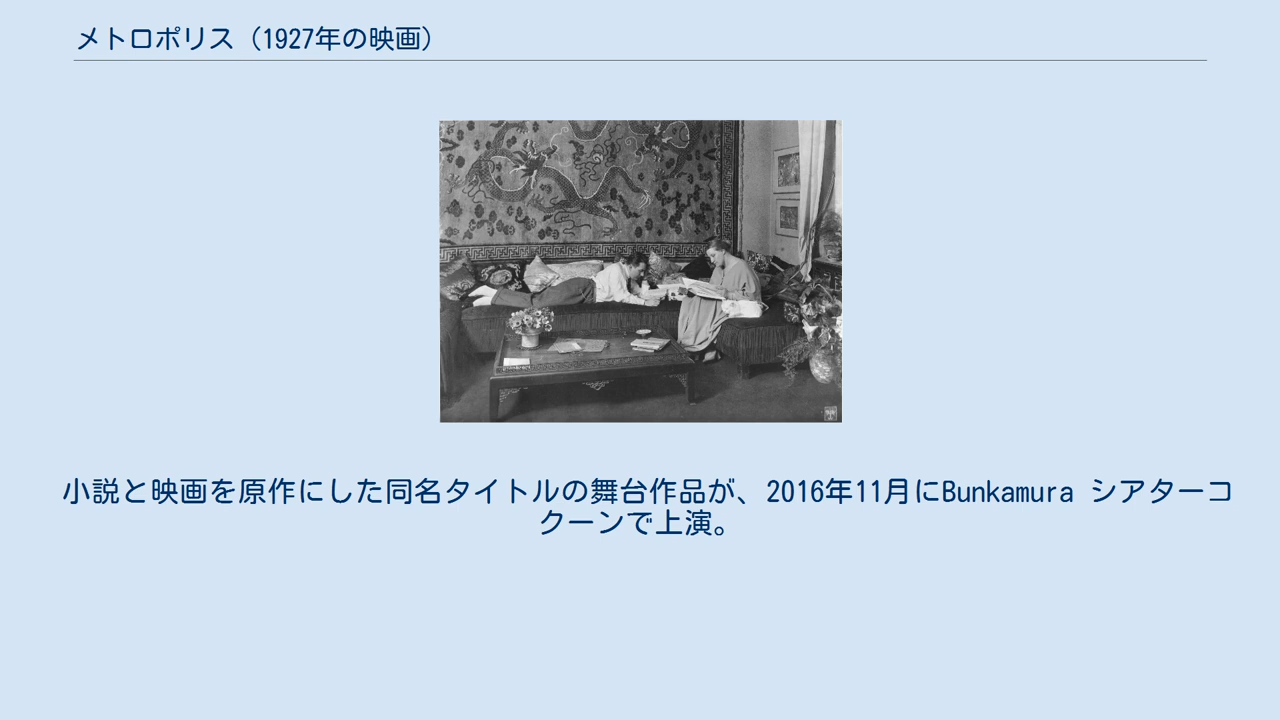 メトロポリス（1927年の映画）
小説と映画を原作にした同名タイトルの舞台作品が、2016年11月にBunkamura シアターコ
クーンで上演。